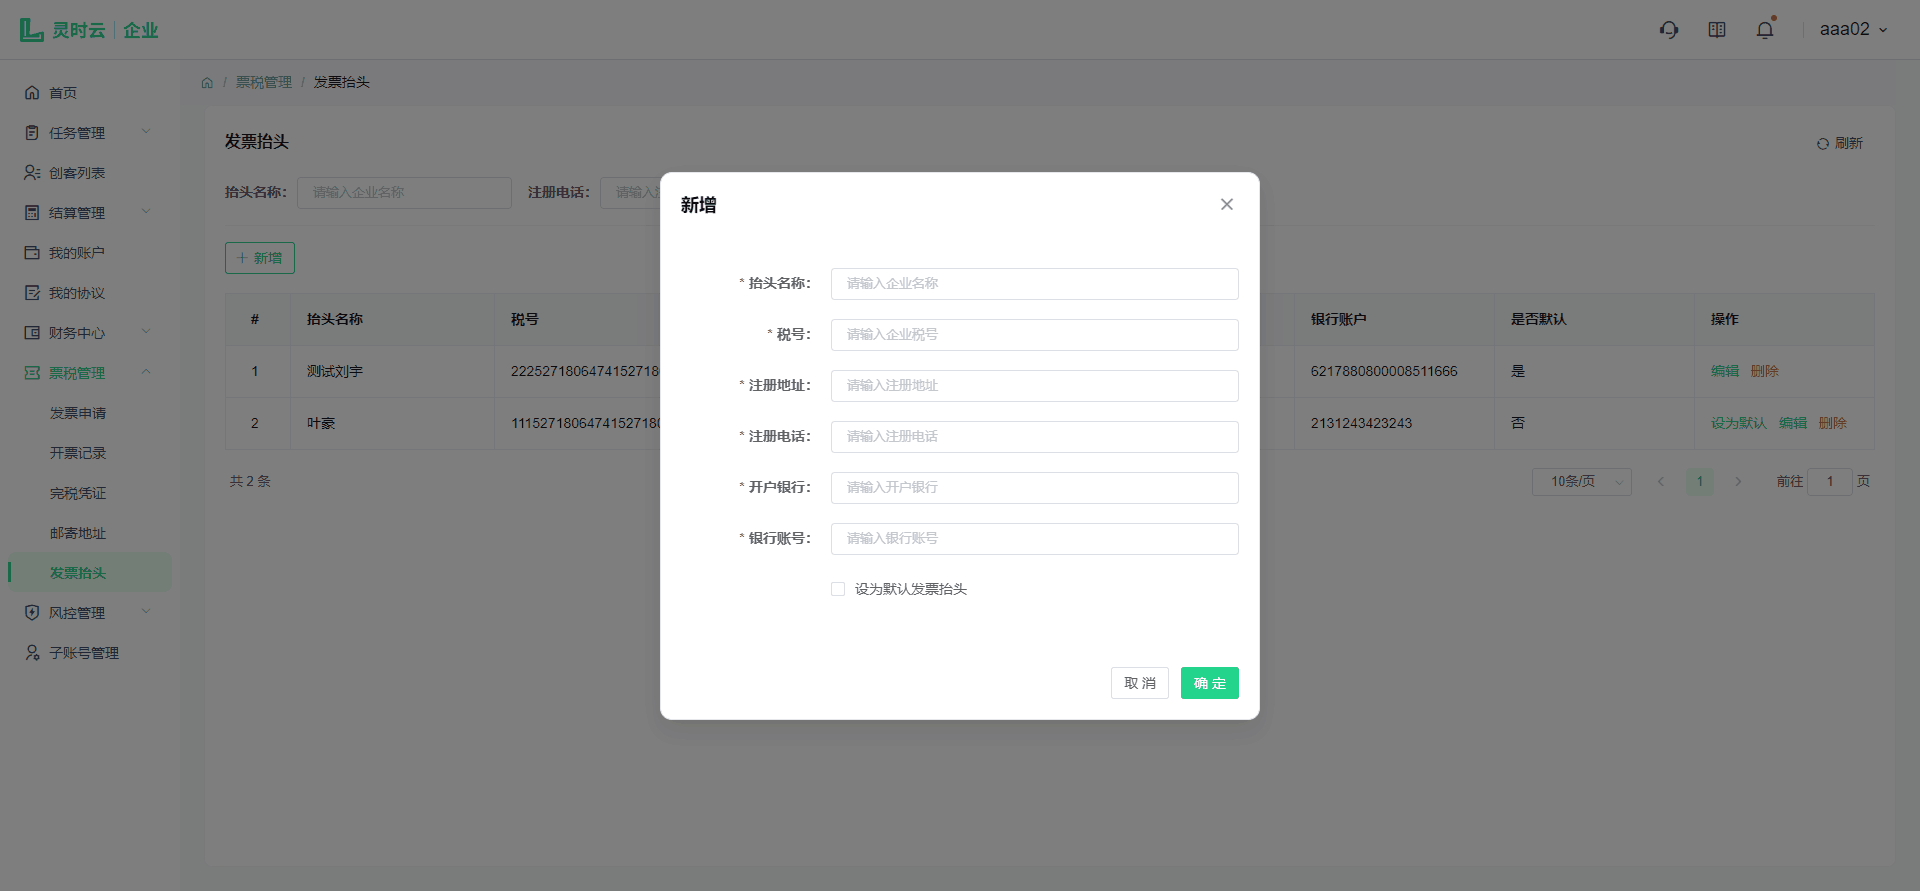 灵时云 | 企业
aaa02
首页
任务管理
创客列表
结算管理
我的账户
我的协议
财务中心
票税管理
发票申请
开票记录
完税凭证
邮寄地址
发票抬头
风控管理
子账号管理
/ 票税管理 / 发票抬头
发票抬头
刷新
抬头名称： 请输入企业名称 注册电话： 请输入
+ 新增
# 抬头名称 税号 银行账户 是否默认 操作
1 测试刘宇 2225271806474152718 6217880800008511666 是 编辑 删除
2 叶豪 1115271806474152718 2131243423243 否 设为默认 编辑 删除
共 2 条
10条/页 1 前往 1 页
新增
* 抬头名称： 请输入企业名称
* 税号： 请输入企业税号
* 注册地址： 请输入注册地址
* 注册电话： 请输入注册电话
* 开户银行： 请输入开户银行
* 银行账号： 请输入银行账号
设为默认发票抬头
取 消
确 定